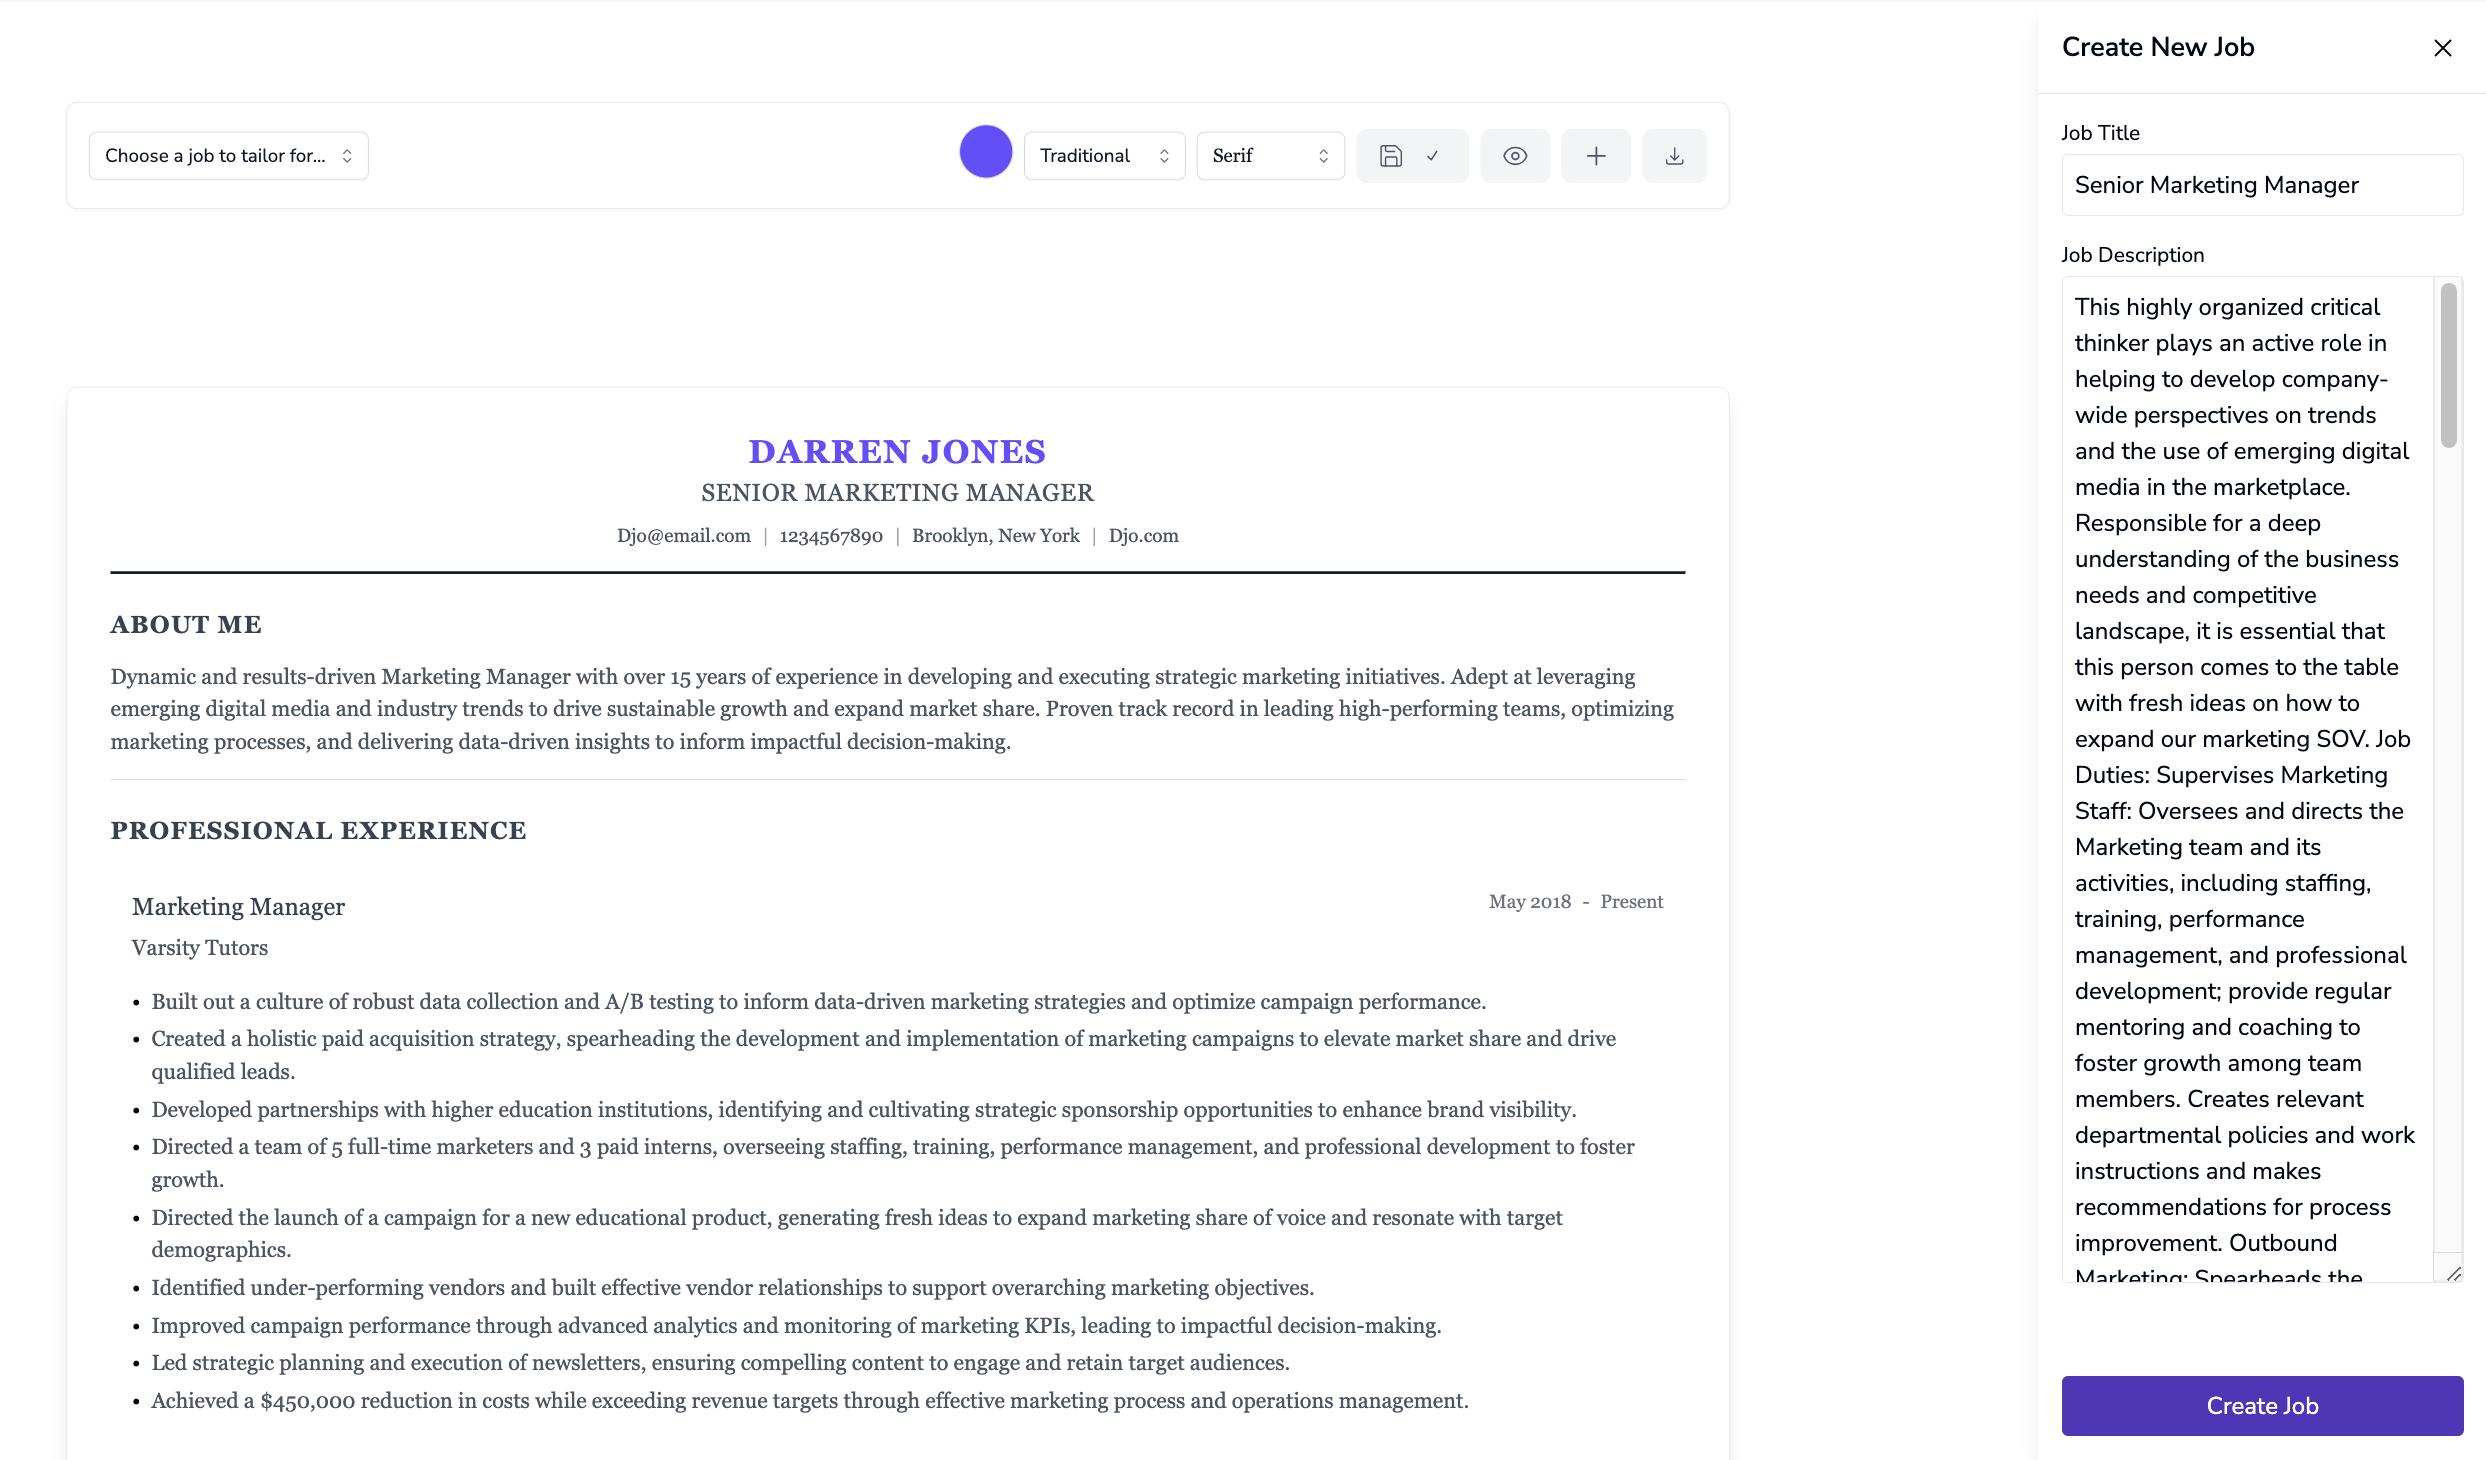 Choose a job to tailor for...
Traditional
Serif
DARREN JONES
SENIOR MARKETING MANAGER
Djo@email.com | 1234567890 | Brooklyn, New York | Djo.com
ABOUT ME
Dynamic and results-driven Marketing Manager with over 15 years of experience in developing and executing strategic marketing initiatives. Adept at leveraging
emerging digital media and industry trends to drive sustainable growth and expand market share. Proven track record in leading high-performing teams, optimizing
marketing processes, and delivering data-driven insights to inform impactful decision-making.
PROFESSIONAL EXPERIENCE
Marketing Manager
May 2018 - Present
Varsity Tutors
• Built out a culture of robust data collection and A/B testing to inform data-driven marketing strategies and optimize campaign performance.
• Created a holistic paid acquisition strategy, spearheading the development and implementation of marketing campaigns to elevate market share and drive
qualified leads.
• Developed partnerships with higher education institutions, identifying and cultivating strategic sponsorship opportunities to enhance brand visibility.
• Directed a team of 5 full-time marketers and 3 paid interns, overseeing staffing, training, performance management, and professional development to foster
growth.
• Directed the launch of a campaign for a new educational product, generating fresh ideas to expand marketing share of voice and resonate with target
demographics.
• Identified under-performing vendors and built effective vendor relationships to support overarching marketing objectives.
• Improved campaign performance through advanced analytics and monitoring of marketing KPIs, leading to impactful decision-making.
• Led strategic planning and execution of newsletters, ensuring compelling content to engage and retain target audiences.
• Achieved a $450,000 reduction in costs while exceeding revenue targets through effective marketing process and operations management.
Create New Job
Job Title
Senior Marketing Manager
Job Description
This highly organized critical
thinker plays an active role in
helping to develop company-
wide perspectives on trends
and the use of emerging digital
media in the marketplace.
Responsible for a deep
understanding of the business
needs and competitive
landscape, it is essential that
this person comes to the table
with fresh ideas on how to
expand our marketing SOV. Job
Duties: Supervises Marketing
Staff: Oversees and directs the
Marketing team and its
activities, including staffing,
training, performance
management, and professional
development; provide regular
mentoring and coaching to
foster growth among team
members. Creates relevant
departmental policies and work
instructions and makes
recommendations for process
improvement. Outbound
Marketing: Spearheads the
Create Job